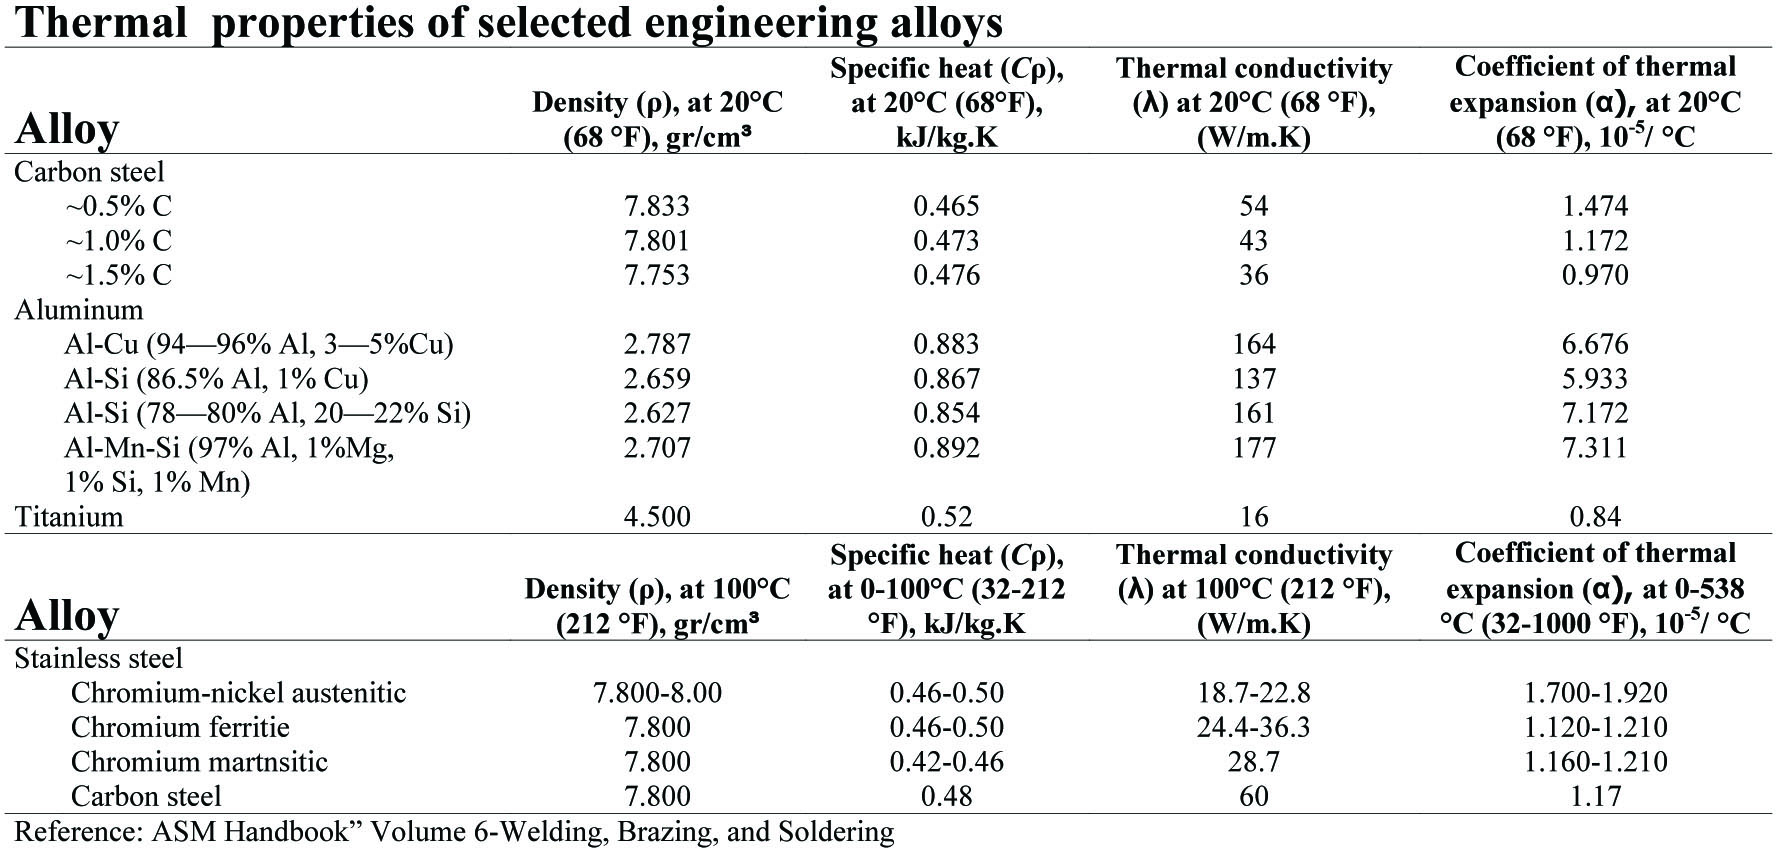 Thermal properties of selected engineering alloys
Alloy
Density (ρ), at 20°C
(68 °F), gr/cm³
Specific heat (Cρ),
at 20°C (68°F),
kJ/kg.K
Thermal conductivity
(λ) at 20°C (68 °F),
(W/m.K)
Coefficient of thermal
expansion (α), at 20°C
(68 °F), 10⁻⁵/ °C
Carbon steel
~0.5% C 7.833 0.465 54 1.474
~1.0% C 7.801 0.473 43 1.172
~1.5% C 7.753 0.476 36 0.970
Aluminum
Al-Cu (94—96% Al, 3—5%Cu) 2.787 0.883 164 6.676
Al-Si (86.5% Al, 1% Cu) 2.659 0.867 137 5.933
Al-Si (78—80% Al, 20—22% Si) 2.627 0.854 161 7.172
Al-Mn-Si (97% Al, 1%Mg, 2.707 0.892 177 7.311
1% Si, 1% Mn)
Titanium 4.500 0.52 16 0.84
Alloy
Density (ρ), at 100°C
(212 °F), gr/cm³
Specific heat (Cρ),
at 0-100°C (32-212
°F), kJ/kg.K
Thermal conductivity
(λ) at 100°C (212 °F),
(W/m.K)
Coefficient of thermal
expansion (α), at 0-538
°C (32-1000 °F), 10⁻⁵/ °C
Stainless steel
Chromium-nickel austenitic 7.800-8.00 0.46-0.50 18.7-22.8 1.700-1.920
Chromium ferritie 7.800 0.46-0.50 24.4-36.3 1.120-1.210
Chromium martnsitic 7.800 0.42-0.46 28.7 1.160-1.210
Carbon steel 7.800 0.48 60 1.17
Reference: ASM Handbook” Volume 6-Welding, Brazing, and Soldering